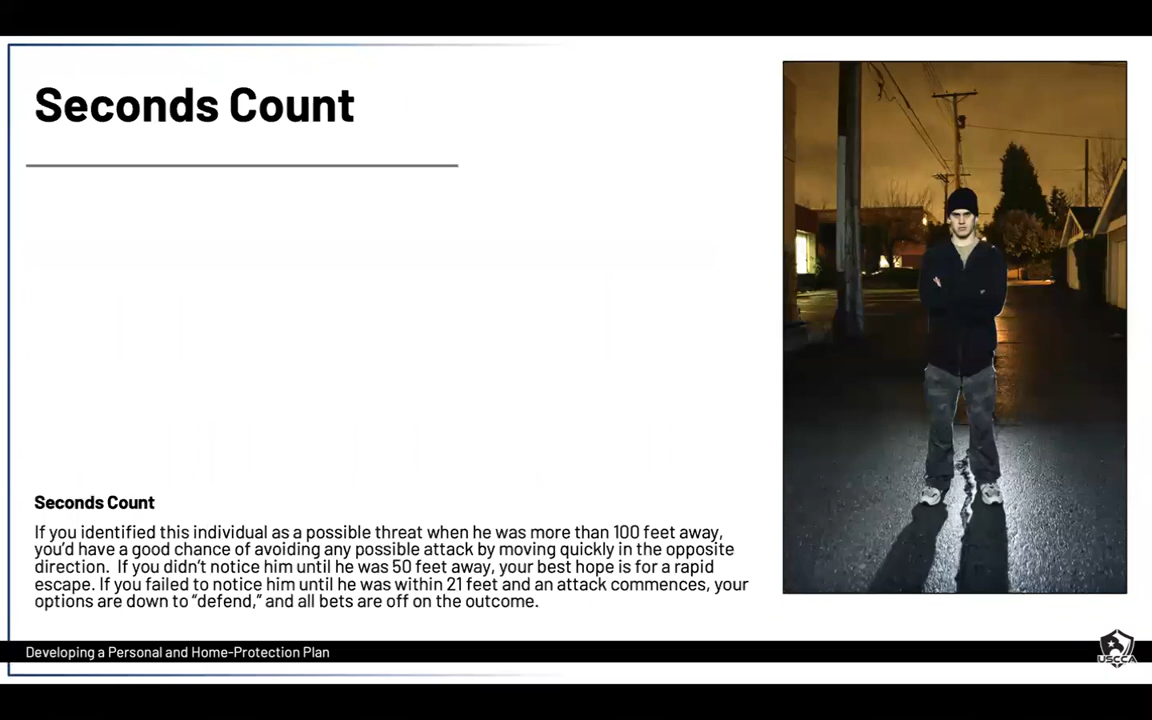 Seconds Count
Seconds Count
If you identified this individual as a possible threat when he was more than 100 feet away,
you'd have a good chance of avoiding any possible attack by moving quickly in the opposite
direction.  If you didn't notice him until he was 50 feet away, your best hope is for a rapid
escape. If you failed to notice him until he was within 21 feet and an attack commences, your
options are down to “defend,” and all bets are off on the outcome.
Developing a Personal and Home-Protection Plan
USCCA